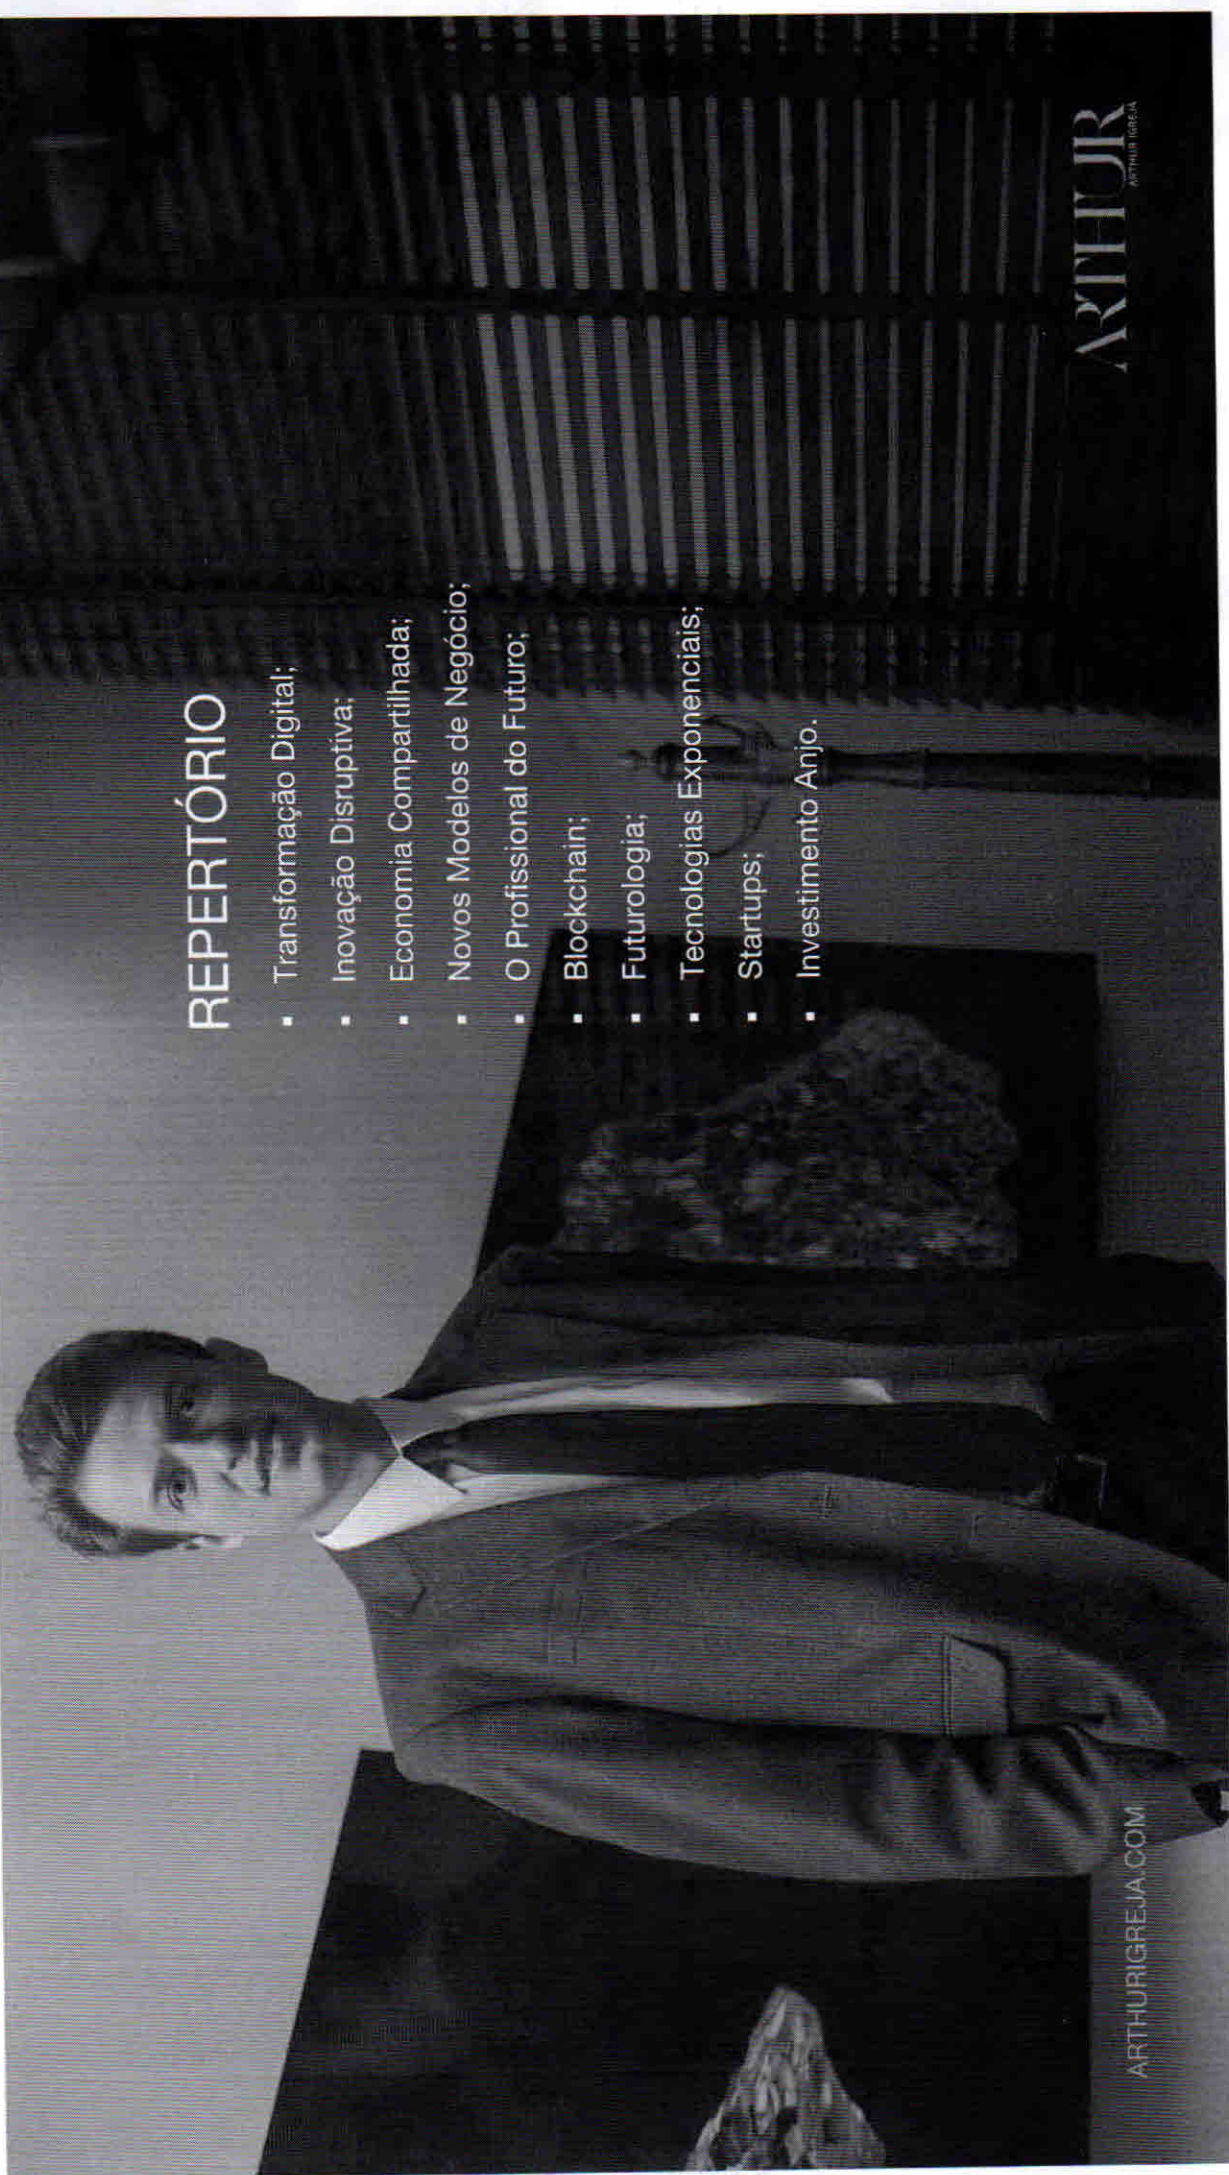 REPERTÓRIO
▪ Transformação Digital;
▪ Inovação Disruptiva;
▪ Economia Compartilhada;
▪ Novos Modelos de Negócio;
▪ O Profissional do Futuro;
▪ Blockchain;
▪ Futurologia;
▪ Tecnologias Exponenciais;
▪ Startups;
▪ Investimento Anjo.
ARTHURIGREJA.COM
ARTHUR
ARTHUR IGREJA